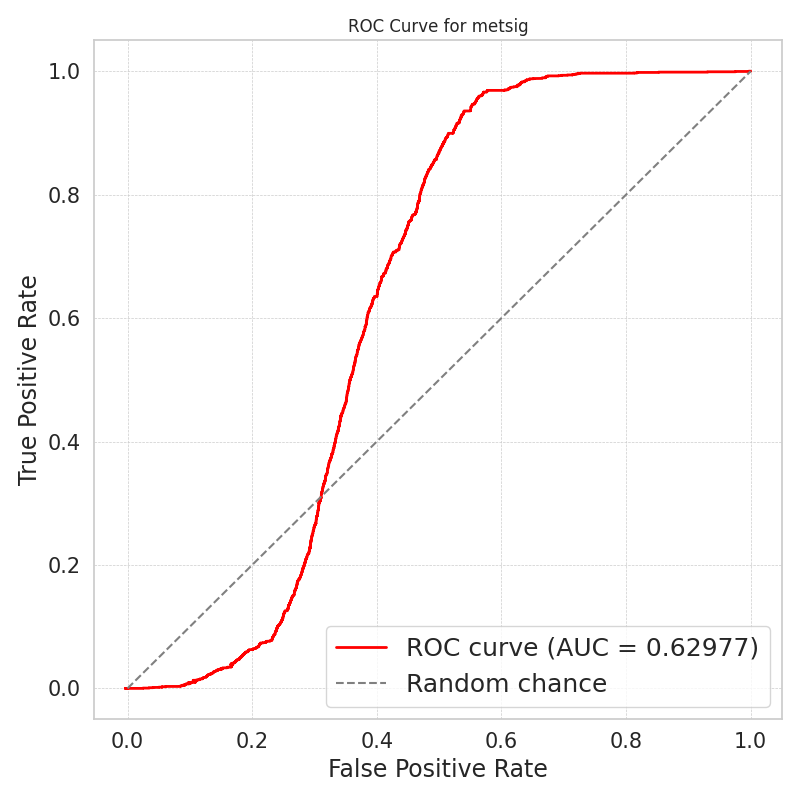 ROC Curve for metsig
1.0
0.8
0.6
0.4
0.2
0.0
True Positive Rate
ROC curve (AUC = 0.62977)
Random chance
0.0 0.2 0.4 0.6 0.8 1.0
False Positive Rate